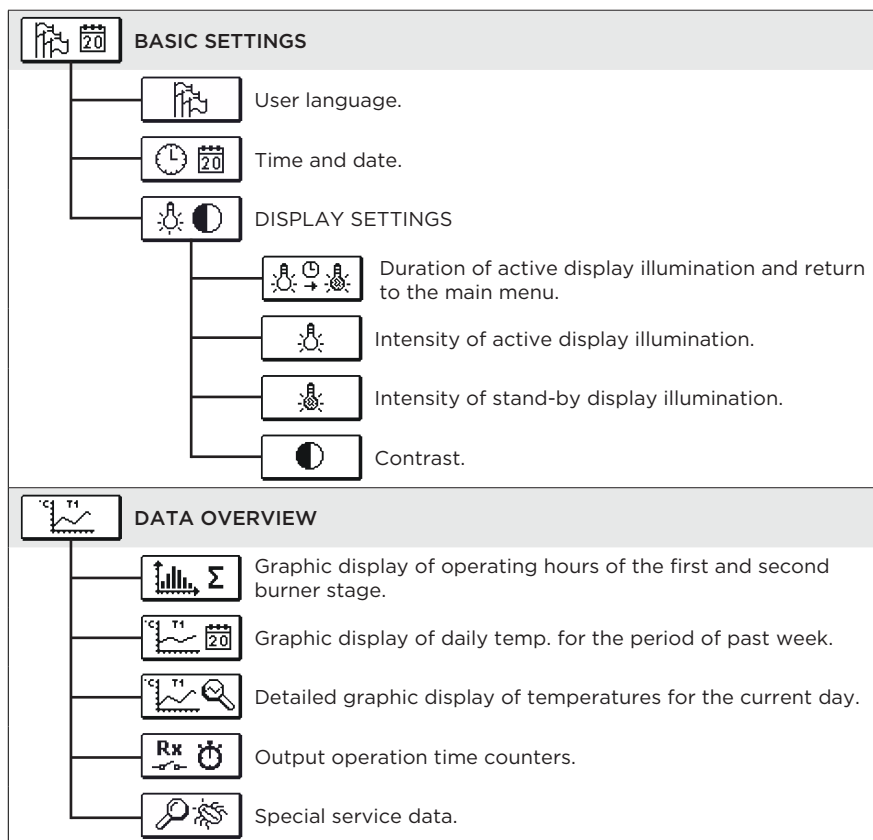 20
BASIC SETTINGS
User language.
20
Time and date.
DISPLAY SETTINGS
Duration of active display illumination and return
to the main menu.
Intensity of active display illumination.
Intensity of stand-by display illumination.
Contrast.
°C T1
DATA OVERVIEW
Σ
Graphic display of operating hours of the first and second
burner stage.
°C T1 20
Graphic display of daily temp. for the period of past week.
°C T1
Detailed graphic display of temperatures for the current day.
Rx
Output operation time counters.
Special service data.